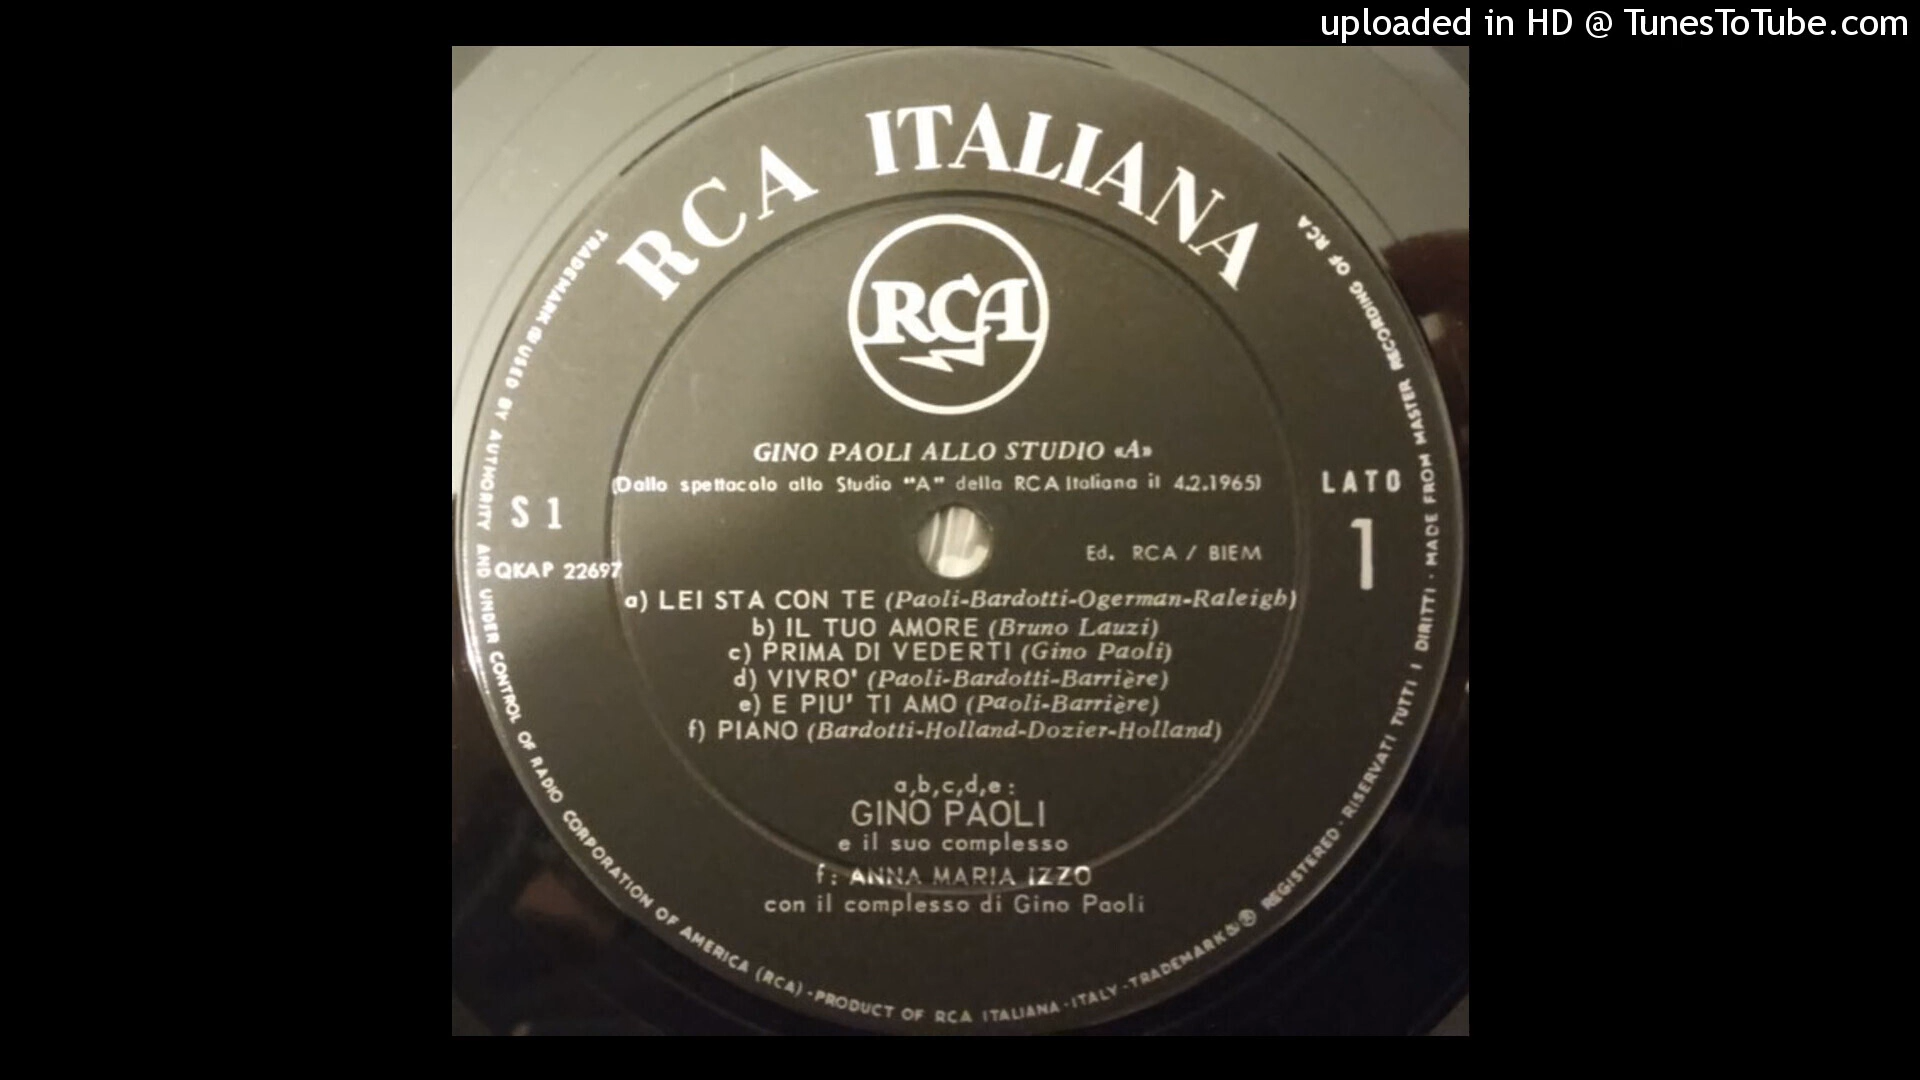 uploaded in HD @ TunesToTube.com
RCA ITALIANA
RCA
GINO PAOLI ALLO STUDIO «A»
(Dallo spettacolo allo Studio "A" della RCA Italiana il 4.2.1965)
S 1
LATO
1
QKAP 22697
Ed. RCA / BIEM
a) LEI STA CON TE (Paoli-Bardotti-Ogerman-Raleigh)
b) IL TUO AMORE (Bruno Lauzi)
c) PRIMA DI VEDERTI (Gino Paoli)
d) VIVRO' (Paoli-Bardotti-Barrière)
e) E PIU' TI AMO (Paoli-Barrière)
f) PIANO (Bardotti-Holland-Dozier-Holland)
a,b,c,d,e:
GINO PAOLI
e il suo complesso
f: ANNA MARIA IZZO
con il complesso di Gino Paoli
TRADEMARK ® USED BY AUTHORITY AND UNDER CONTROL OF RADIO CORPORATION OF AMERICA (RCA) - PRODUCT OF RCA ITALIANA - ITALY - TRADEMARKS ® REGISTERED - RISERVATI TUTTI I DIRITTI - MADE FROM MASTER RECORDING OF RCA